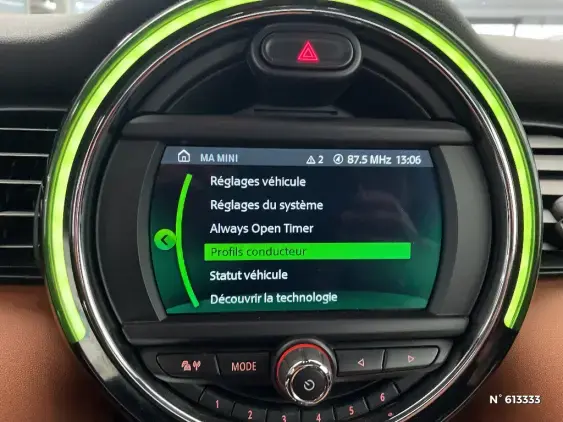 MA MINI 2 87.5 MHz 13:06
Réglages véhicule
Réglages du système
Always Open Timer
Profils conducteur
Statut véhicule
Découvrir la technologie
MODE
1 2 3 4 5 6
N° 613333